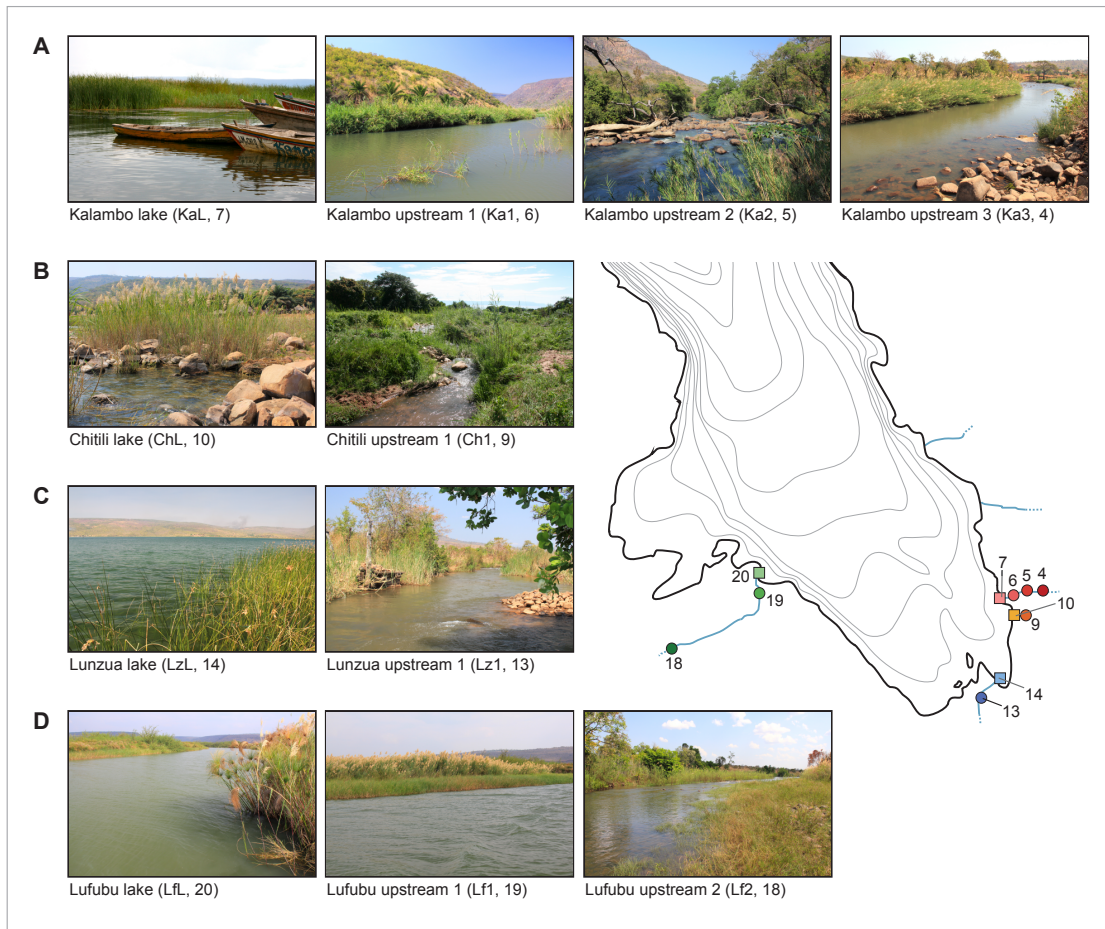 A
Kalambo lake (KaL, 7)
Kalambo upstream 1 (Ka1, 6)
Kalambo upstream 2 (Ka2, 5)
Kalambo upstream 3 (Ka3, 4)
B
Chitili lake (ChL, 10)
Chitili upstream 1 (Ch1, 9)
C
Lunzua lake (LzL, 14)
Lunzua upstream 1 (Lz1, 13)
D
Lufubu lake (LfL, 20)
Lufubu upstream 1 (Lf1, 19)
Lufubu upstream 2 (Lf2, 18)
7
6
5
4
10
9
20
19
18
14
13